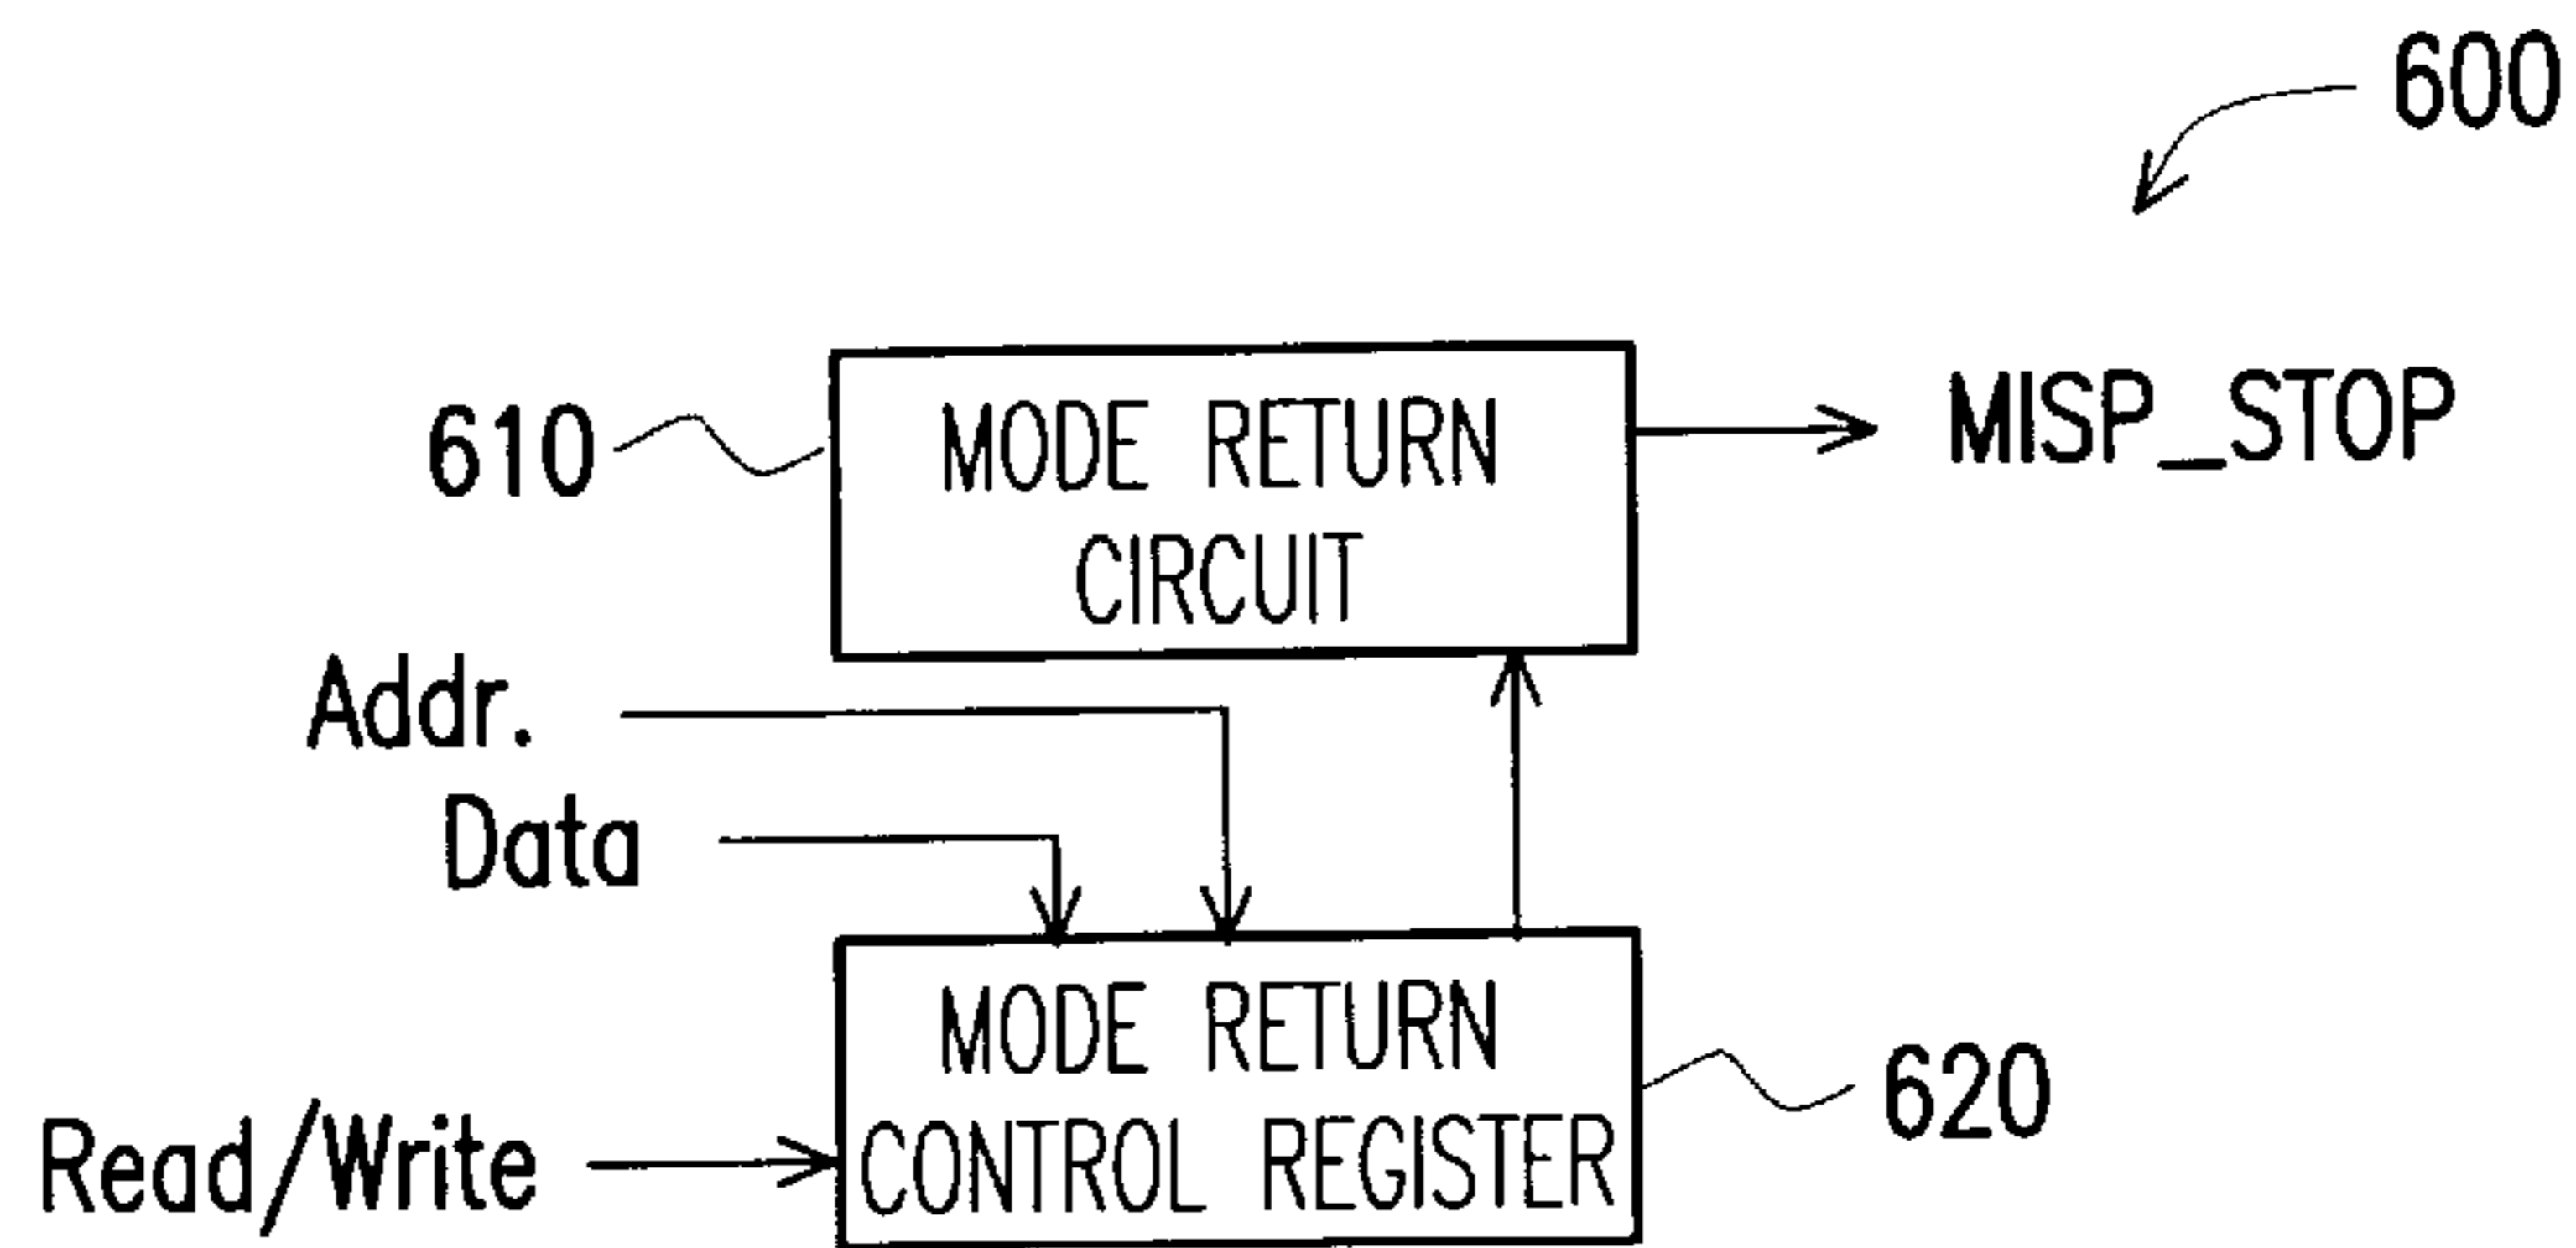 600
610
MODE RETURN
CIRCUIT
MISP_STOP
Addr.
Data
Read/Write
MODE RETURN
CONTROL REGISTER
620